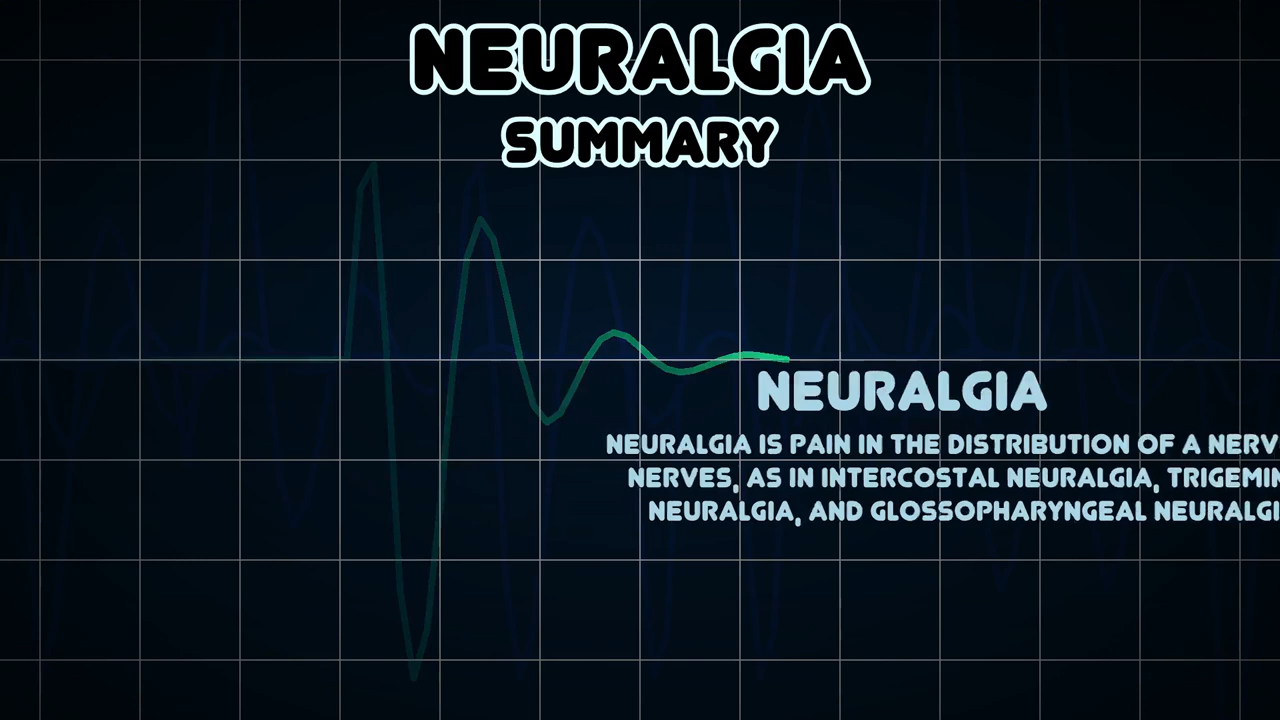 NEURALGIA
SUMMARY
NEURALGIA
NEURALGIA IS PAIN IN THE DISTRIBUTION OF A
NERVES, AS IN INTERCOSTAL NEURALGIA,
NEURALGIA, AND GLOSSOPHARYNGEAL